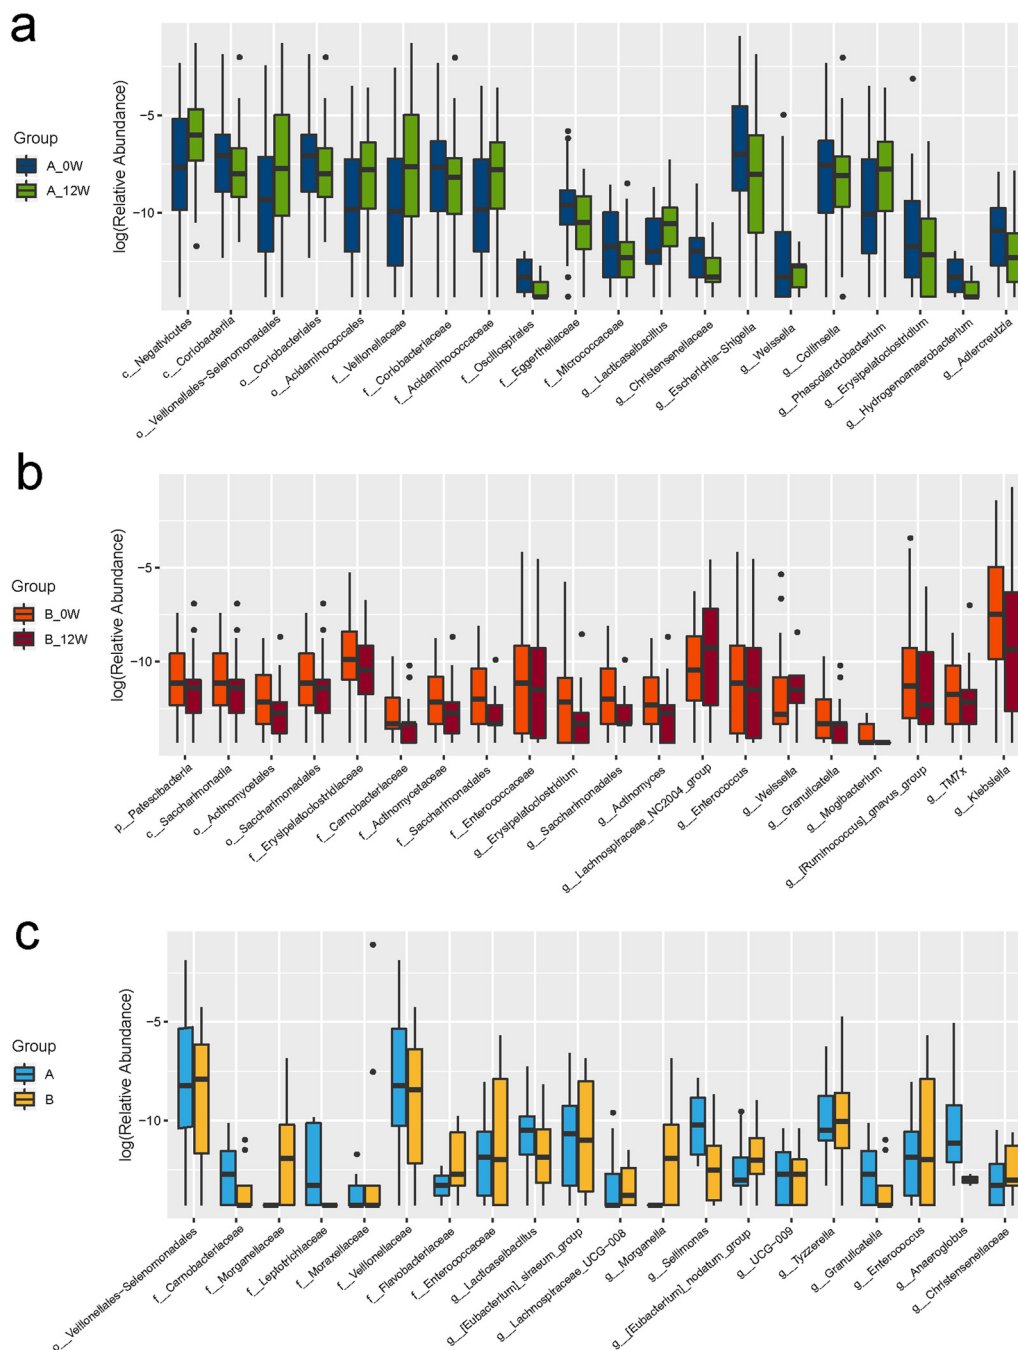 a
log(Relative Abundance)
−5
−10
Group
A_0W
A_12W
c__Negativicutes
c__Coriobacteriia
o__Veillonellales−Selenomonadales
o__Coriobacteriales
o__Acidaminococcales
f__Veillonellaceae
f__Coriobacteriaceae
f__Acidaminococcaceae
f__Oscillospirales
f__Eggerthellaceae
f__Micrococcaceae
g__Lacticaseibacillus
g__Christensenellaceae
g__Escherichia−Shigella
g__Weissella
g__Collinsella
g__Phascolarctobacterium
g__Erysipelatoclostridium
g__Hydrogenoanaerobacterium
g__Adlercreutzia
b
log(Relative Abundance)
−5
−10
Group
B_0W
B_12W
p__Patescibacteria
c__Saccharimonadia
o__Actinomycetales
o__Saccharimonadales
f__Erysipelatoclostridiaceae
f__Carnobacteriaceae
f__Actinomycetaceae
f__Saccharimonadales
f__Enterococcaceae
g__Erysipelatoclostridium
g__Saccharimonadales
g__Actinomyces
g__Lachnospiraceae_NC2004_group
g__Enterococcus
g__Weissella
g__Granulicatella
g__Mogibacterium
g__[Ruminococcus]_gnavus_group
g__TM7x
g__Klebsiella
c
log(Relative Abundance)
−5
−10
Group
A
B
o__Veillonellales−Selenomonadales
f__Carnobacteriaceae
f__Morganellaceae
f__Leptotrichiaceae
f__Moraxellaceae
f__Veillonellaceae
f__Flavobacteriaceae
f__Enterococcaceae
g__Lacticaseibacillus
g__[Eubacterium]_siraeum_group
g__Lachnospiraceae_UCG−008
g__Morganella
g__Sellimonas
g__[Eubacterium]_nodatum_group
g__UCG−009
g__Tyzzerella
g__Granulicatella
g__Enterococcus
g__Anaeroglobus
g__Christensenellaceae